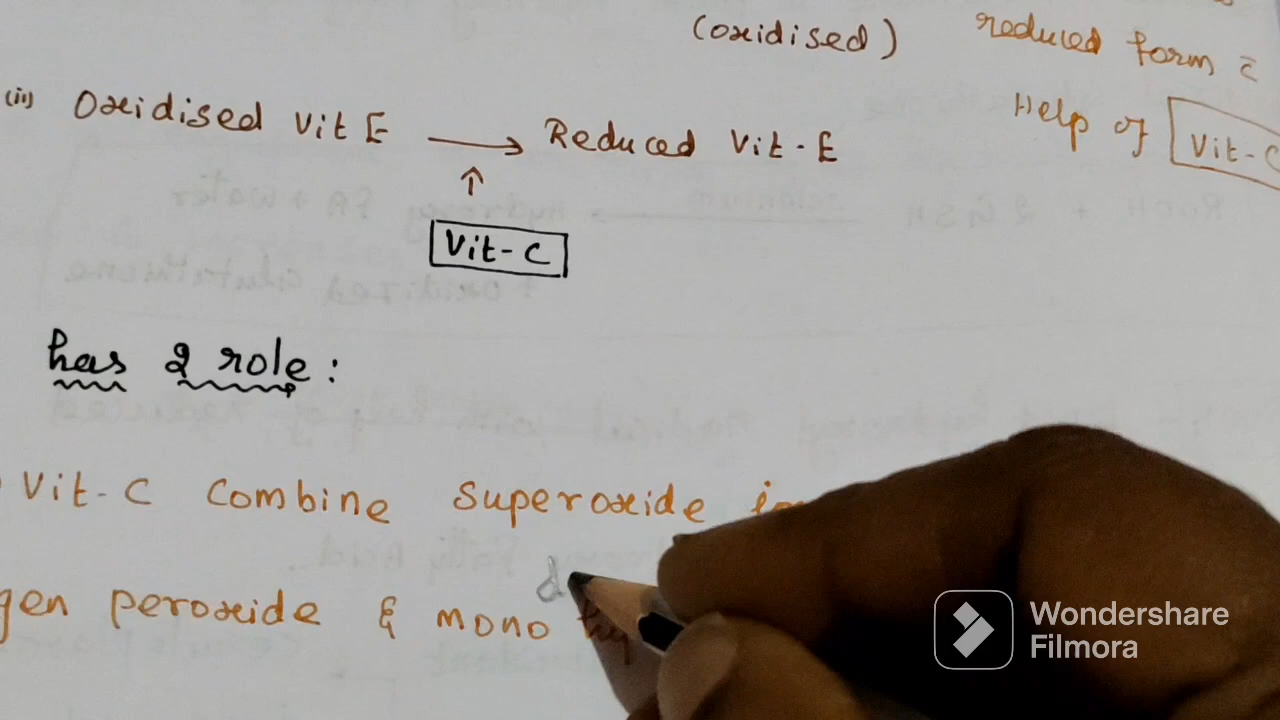 (oxidised) reduced form c̄
Help of Vit-C
(ii) Oxidised Vit E → Reduced Vit-E
↑
Vit-C
has 2 role:
Vit-C Combine Superoxide
gen peroxide & mono
d
Wondershare
Filmora